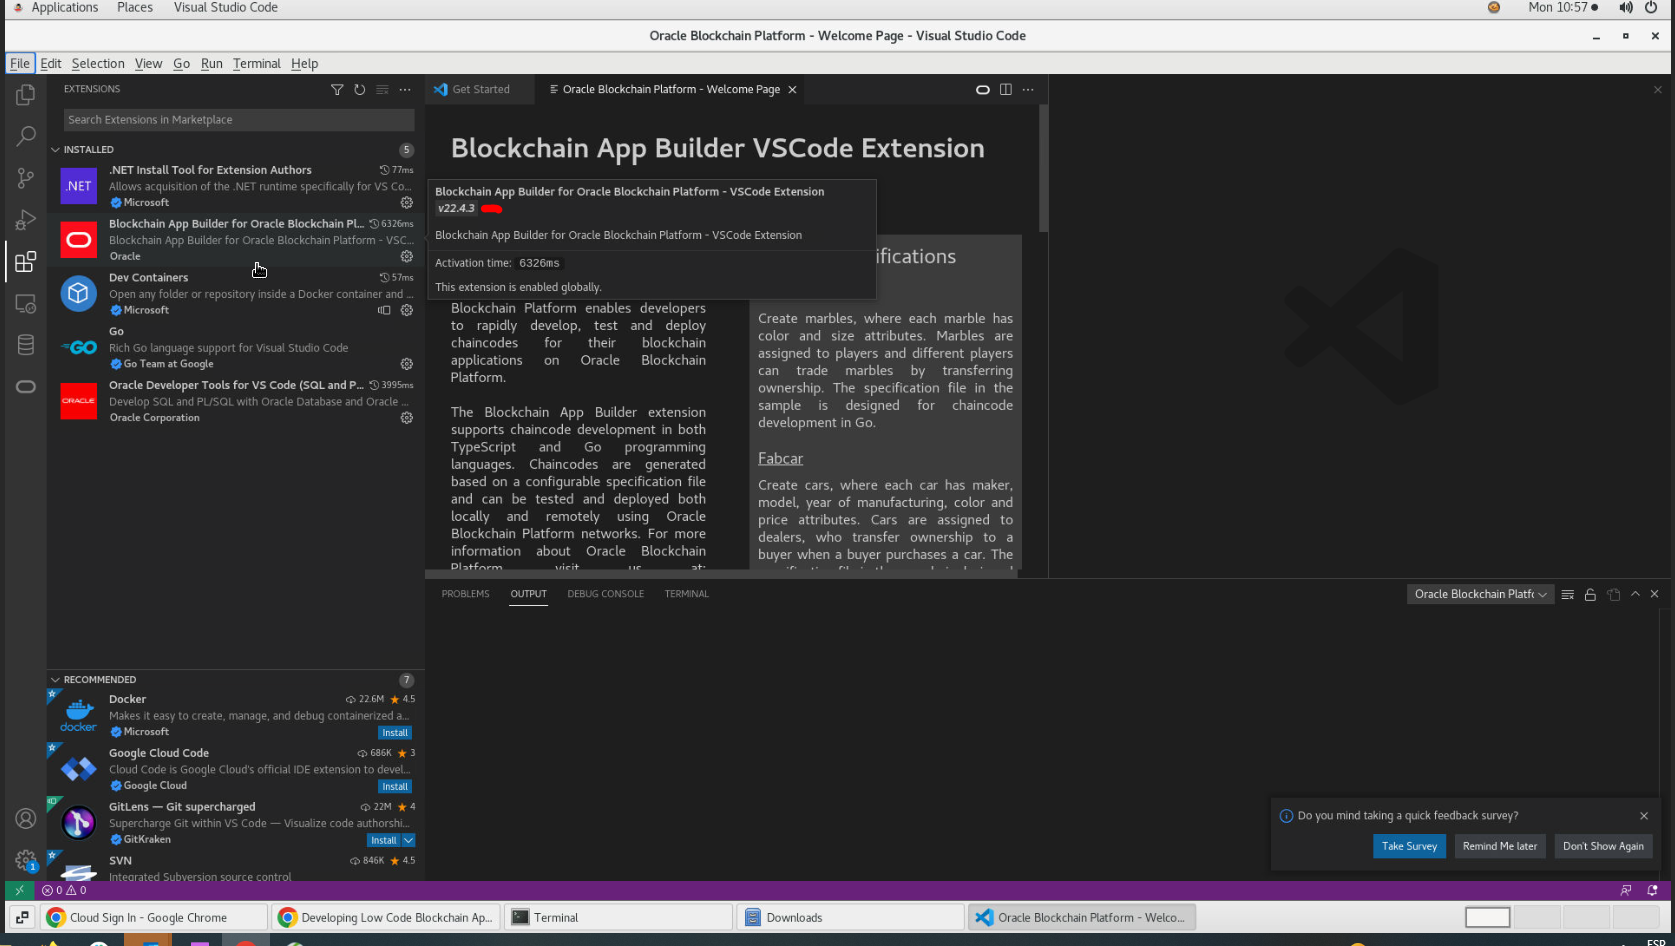 Applications Places Visual Studio Code Mon 10:57
Oracle Blockchain Platform - Welcome Page - Visual Studio Code
File Edit Selection View Go Run Terminal Help
EXTENSIONS
Search Extensions in Marketplace
INSTALLED 5
.NET
.NET Install Tool for Extension Authors 77ms
Allows acquisition of the .NET runtime specifically for VS Co...
Microsoft
Blockchain App Builder for Oracle Blockchain Pl... 6326ms
Blockchain App Builder for Oracle Blockchain Platform - VSC...
Oracle
Dev Containers 57ms
Open any folder or repository inside a Docker container and ...
Microsoft
GO
Go
Rich Go language support for Visual Studio Code
Go Team at Google
ORACLE
Oracle Developer Tools for VS Code (SQL and P... 3995ms
Develop SQL and PL/SQL with Oracle Database and Oracle ...
Oracle Corporation
RECOMMENDED 7
docker
Docker 22.6M 4.5
Makes it easy to create, manage, and debug containerized a...
Microsoft Install
Google Cloud Code 686K 3
Cloud Code is Google Cloud's official IDE extension to devel...
Google Cloud Install
GitLens — Git supercharged 22M 4
Supercharge Git within VS Code — Visualize code authorshi...
GitKraken Install
SVN 846K 4.5
Integrated Subversion source control
1
Get Started Oracle Blockchain Platform - Welcome Page
Blockchain App Builder VSCode Extension
Blockchain App Builder for Oracle Blockchain Platform - VSCode Extension
v22.4.3
Blockchain App Builder for Oracle Blockchain Platform - VSCode Extension
Activation time: 6326ms
This extension is enabled globally.
Blockchain Platform enables developers
to rapidly develop, test and deploy
chaincodes for their blockchain
applications on Oracle Blockchain
Platform.
The Blockchain App Builder extension
supports chaincode development in both
TypeScript and Go programming
languages. Chaincodes are generated
based on a configurable specification file
and can be tested and deployed both
locally and remotely using Oracle
Blockchain Platform networks. For more
information about Oracle Blockchain
Platform visit us at:
ifications
Create marbles, where each marble has
color and size attributes. Marbles are
assigned to players and different players
can trade marbles by transferring
ownership. The specification file in the
sample is designed for chaincode
development in Go.
Fabcar
Create cars, where each car has maker,
model, year of manufacturing, color and
price attributes. Cars are assigned to
dealers, who transfer ownership to a
buyer when a buyer purchases a car. The
PROBLEMS OUTPUT DEBUG CONSOLE TERMINAL Oracle Blockchain Platfc
Do you mind taking a quick feedback survey?
Take Survey Remind Me later Don't Show Again
0 0
Cloud Sign In - Google Chrome Developing Low Code Blockchain Ap... Terminal Downloads Oracle Blockchain Platform - Welco...
ESP